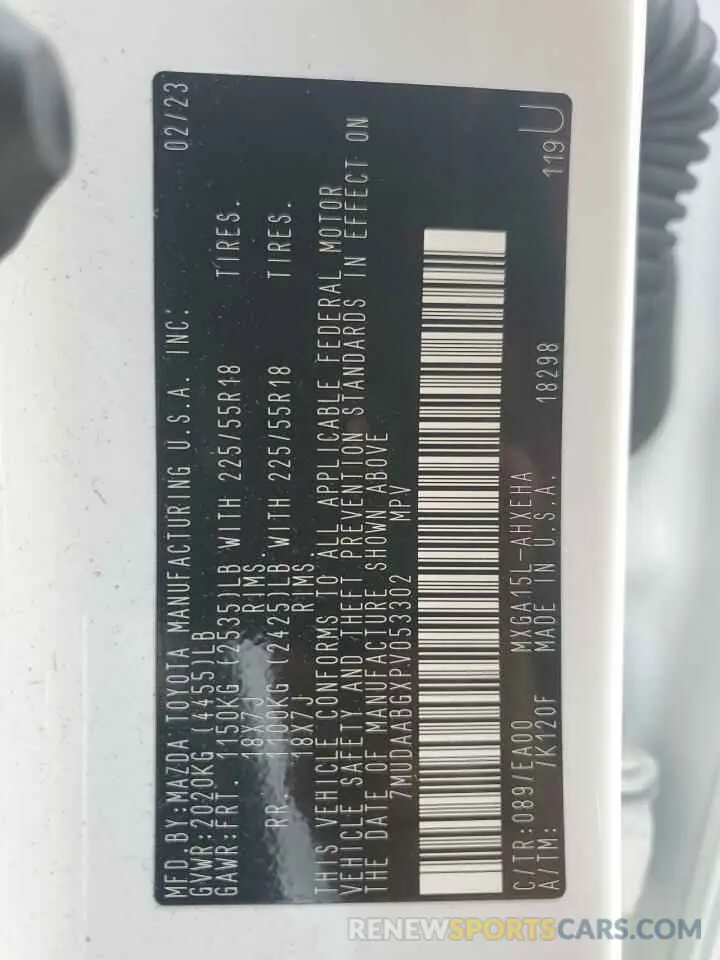 MFD. BY: MAZDA TOYOTA MANUFACTURING U.S.A. INC. 02/23
GVWR: 2020KG (4455)LB
GAWR: FRT. 1150KG (2535)LB WITH 225/55R18 TIRES.
18X7J RIMS.
RR. 1100KG (2425)LB WITH 225/55R18 TIRES.
18X7J RIMS.
THIS VEHICLE CONFORMS TO ALL APPLICABLE FEDERAL MOTOR
VEHICLE SAFETY AND THEFT PREVENTION STANDARDS IN EFFECT ON
THE DATE OF MANUFACTURE SHOWN ABOVE
7MUDAABGXPV053302 MPV
C/TR: 089/EA00 MXGA15L-AHXEHA 18298 119 U
A/TM: 7K120F MADE IN U.S.A.
RENEWSPORTSCARS.COM